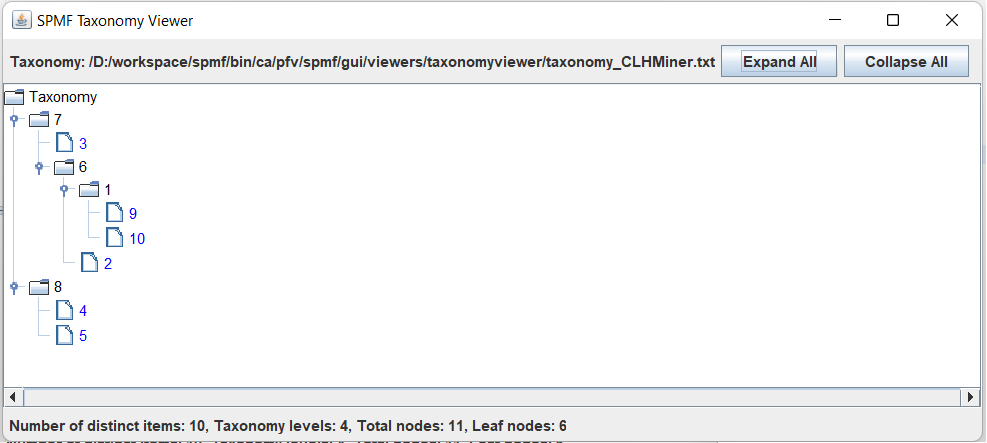 SPMF Taxonomy Viewer
Taxonomy: /D:/workspace/spmf/bin/ca/pfv/spmf/gui/viewers/taxonomyviewer/taxonomy_CLHMiner.txt Expand All Collapse All
Taxonomy
7
3
6
1
9
10
2
8
4
5
Number of distinct items: 10, Taxonomy levels: 4, Total nodes: 11, Leaf nodes: 6